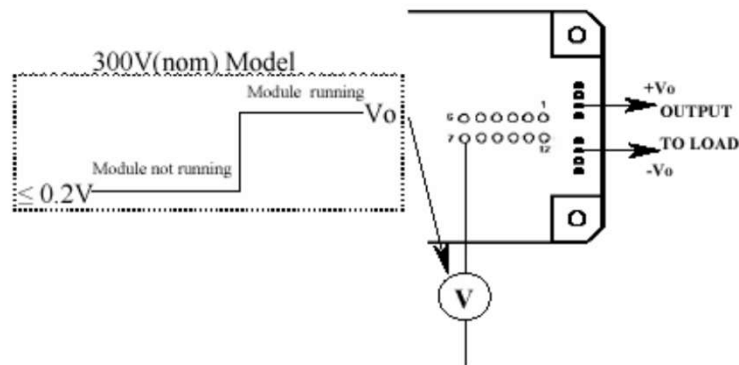 300V(nom) Model
Module running
Vo
Module not running
≤ 0.2V
1
6
7
12
+Vo
OUTPUT
TO LOAD
-Vo
V